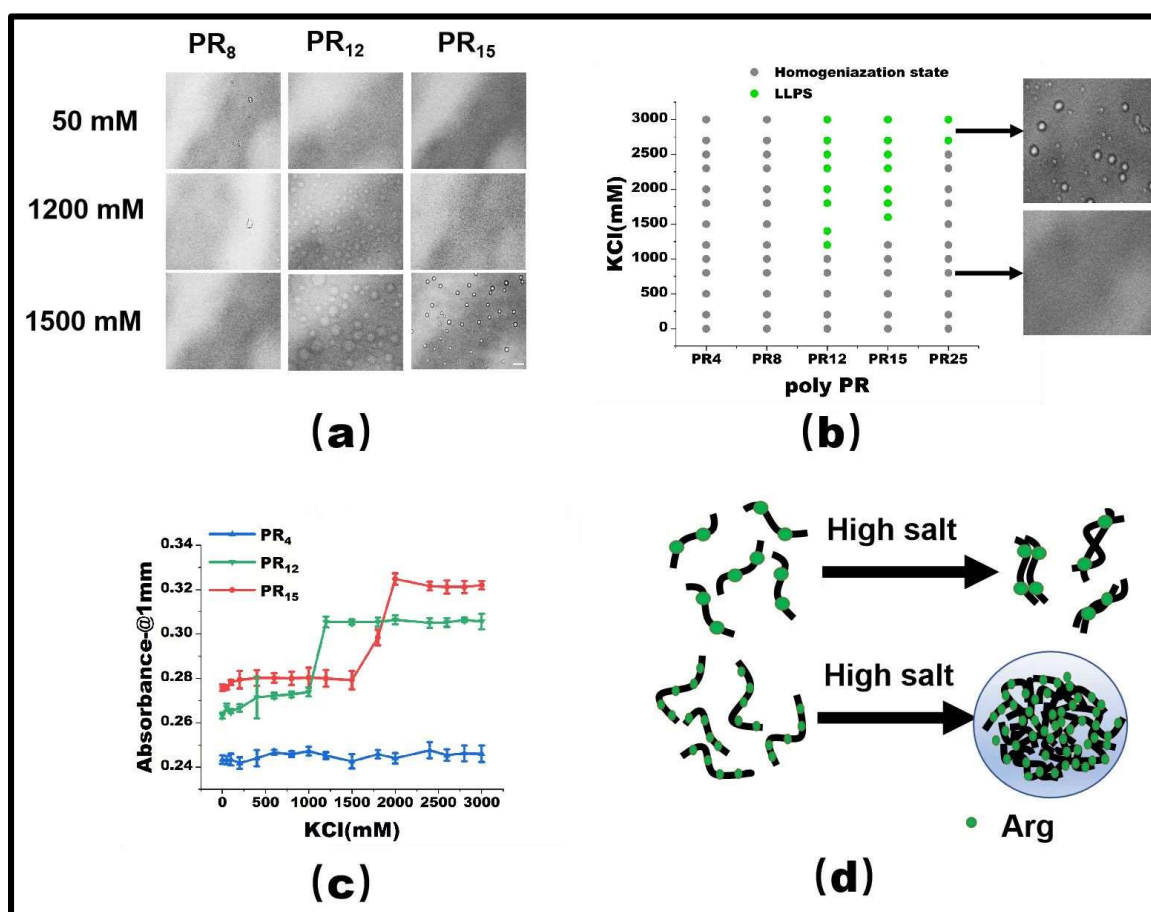 PR8 PR12 PR15
50 mM
1200 mM
1500 mM
(a)
Homogeniazation state
LLPS
KCl(mM)
3000
2500
2000
1500
1000
500
0
PR4 PR8 PR12 PR15 PR25
poly PR
(b)
PR4
PR12
PR15
Absorbance-@1mm
0.34
0.32
0.30
0.28
0.26
0.24
0 500 1000 1500 2000 2500 3000
KCl(mM)
(c)
High salt
High salt
Arg
(d)